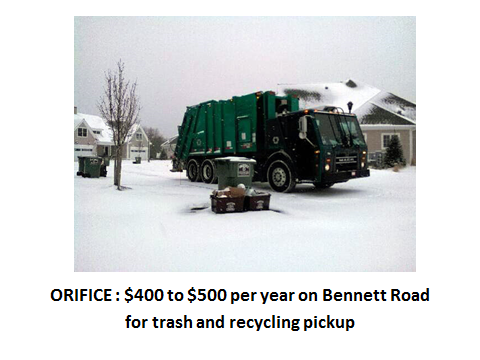 ORIFICE : $400 to $500 per year on Bennett Road
for trash and recycling pickup